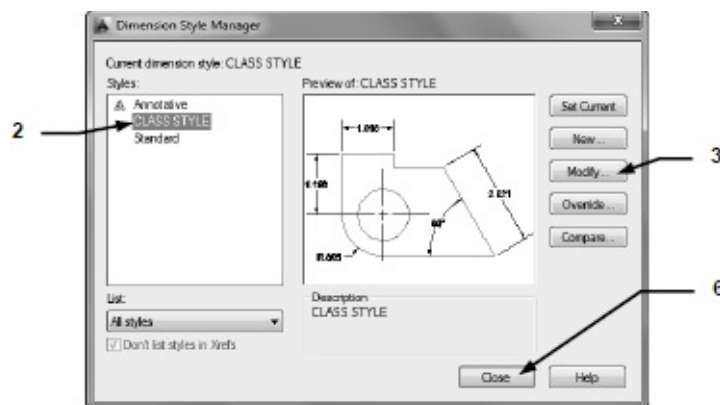 Dimension Style Manager
x
Current dimension style: CLASS STYLE
Styles:
Annotative
CLASS STYLE
Standard
Preview of: CLASS STYLE
60°
Set Current
New...
Modify...
Override...
Compare...
List:
All styles
Don't list styles in Xrefs
Description
CLASS STYLE
Close
Help
2
3
6